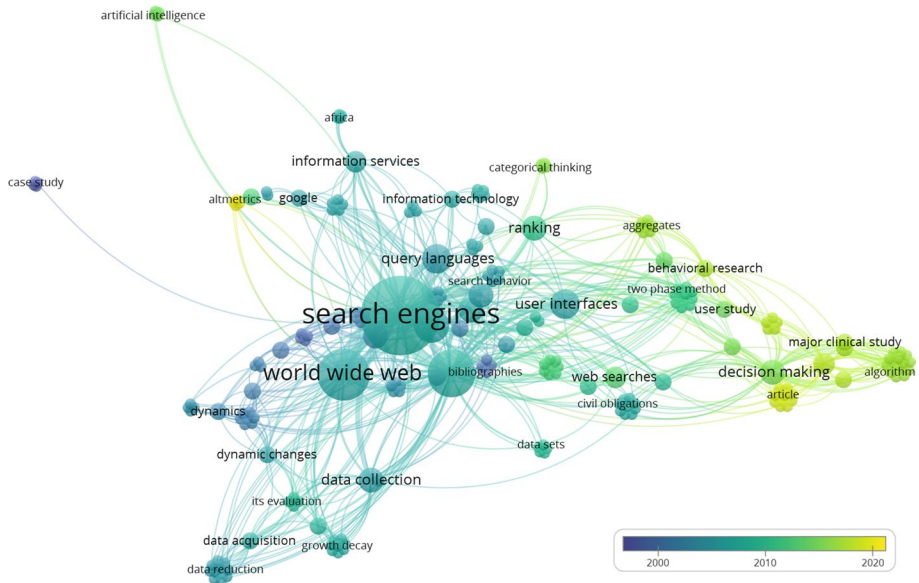 artificial intelligence
africa
information services
case study
categorical thinking
altmetrics
google
information technology
ranking
aggregates
query languages
behavioral research
search behavior
two phase method
search engines
user interfaces
user study
major clinical study
world wide web
bibliographies
web searches
decision making
algorithm
article
civil obligations
dynamics
data sets
dynamic changes
data collection
its evaluation
data acquisition
growth decay
data reduction
2000
2010
2020